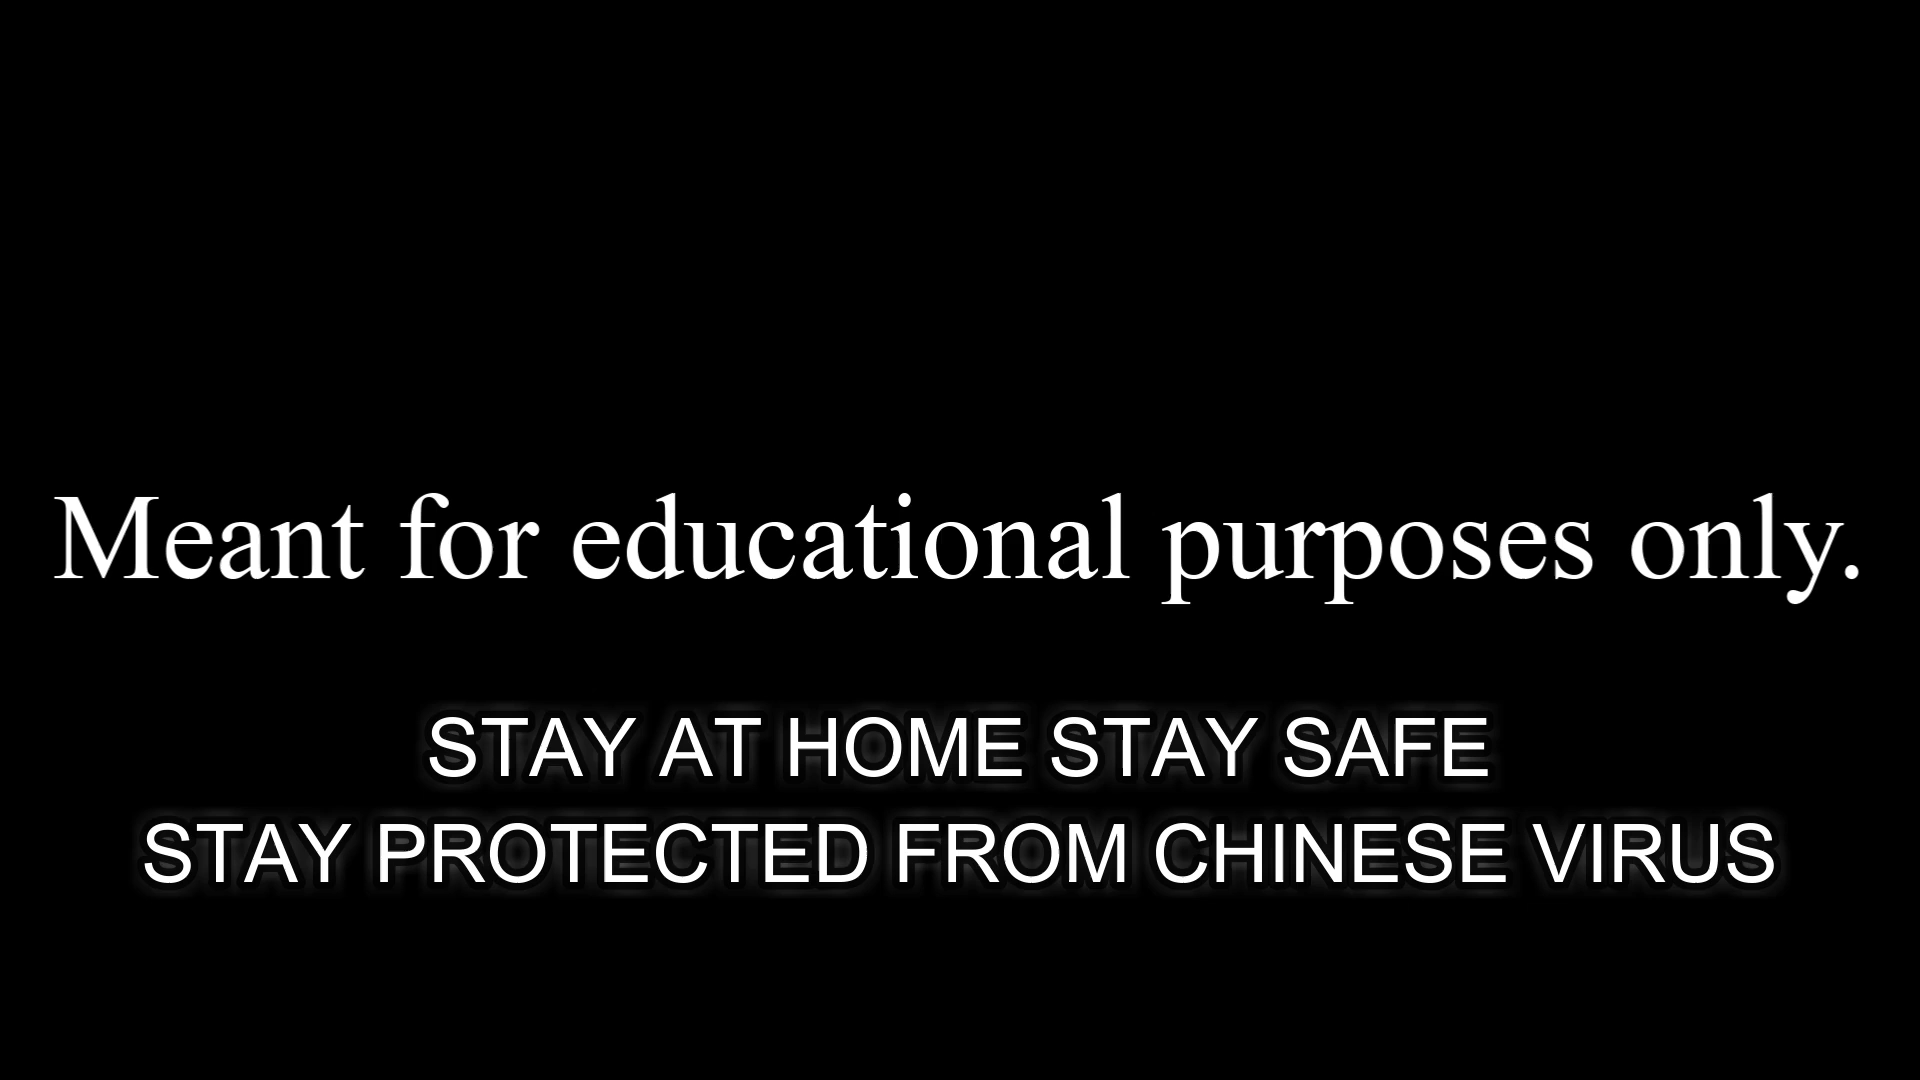 Meant for educational purposes only.
STAY AT HOME STAY SAFE
STAY PROTECTED FROM CHINESE VIRUS